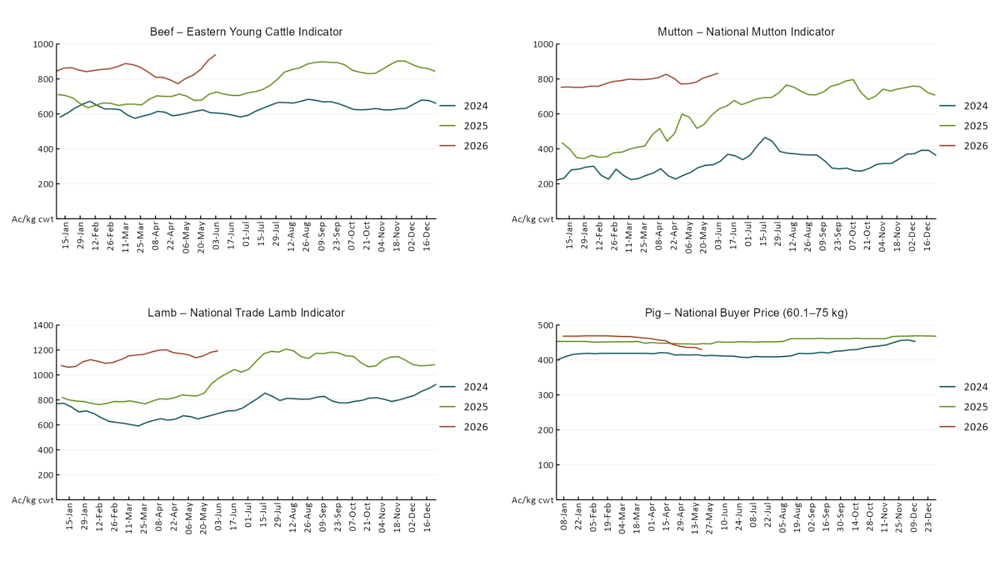 Beef – Eastern Young Cattle Indicator
1000
800
600
400
200
Ac/kg cwt
15-Jan
29-Jan
12-Feb
26-Feb
11-Mar
25-Mar
08-Apr
22-Apr
06-May
20-May
03-Jun
17-Jun
01-Jul
15-Jul
29-Jul
12-Aug
26-Aug
09-Sep
23-Sep
07-Oct
21-Oct
04-Nov
18-Nov
02-Dec
16-Dec
2024
2025
2026
Mutton – National Mutton Indicator
1000
800
600
400
200
Ac/kg cwt
15-Jan
29-Jan
12-Feb
26-Feb
11-Mar
25-Mar
08-Apr
22-Apr
06-May
20-May
03-Jun
17-Jun
01-Jul
15-Jul
29-Jul
12-Aug
26-Aug
09-Sep
23-Sep
07-Oct
21-Oct
04-Nov
18-Nov
02-Dec
16-Dec
2024
2025
2026
Lamb – National Trade Lamb Indicator
1400
1200
1000
800
600
400
200
Ac/kg cwt
15-Jan
29-Jan
12-Feb
26-Feb
11-Mar
25-Mar
08-Apr
22-Apr
06-May
20-May
03-Jun
17-Jun
01-Jul
15-Jul
29-Jul
12-Aug
26-Aug
09-Sep
23-Sep
07-Oct
21-Oct
04-Nov
18-Nov
02-Dec
16-Dec
2024
2025
2026
Pig – National Buyer Price (60.1–75 kg)
500
400
300
200
100
Ac/kg cwt
08-Jan
22-Jan
05-Feb
19-Feb
04-Mar
18-Mar
01-Apr
15-Apr
29-Apr
13-May
27-May
10-Jun
24-Jun
08-Jul
22-Jul
05-Aug
19-Aug
02-Sep
16-Sep
30-Sep
14-Oct
28-Oct
11-Nov
25-Nov
09-Dec
23-Dec
2024
2025
2026